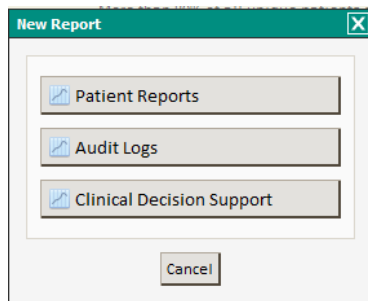 New Report
Patient Reports
Audit Logs
Clinical Decision Support
Cancel